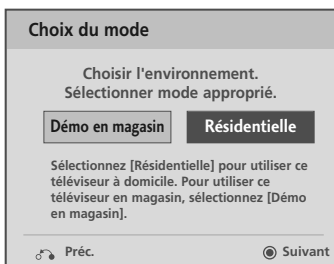 Choix du mode
Choisir l'environnement.
Sélectionner mode approprié.
Démo en magasin Résidentielle
Sélectionnez [Résidentielle] pour utiliser ce
téléviseur à domicile. Pour utiliser ce
téléviseur en magasin, sélectionnez [Démo
en magasin].
Préc. Suivant